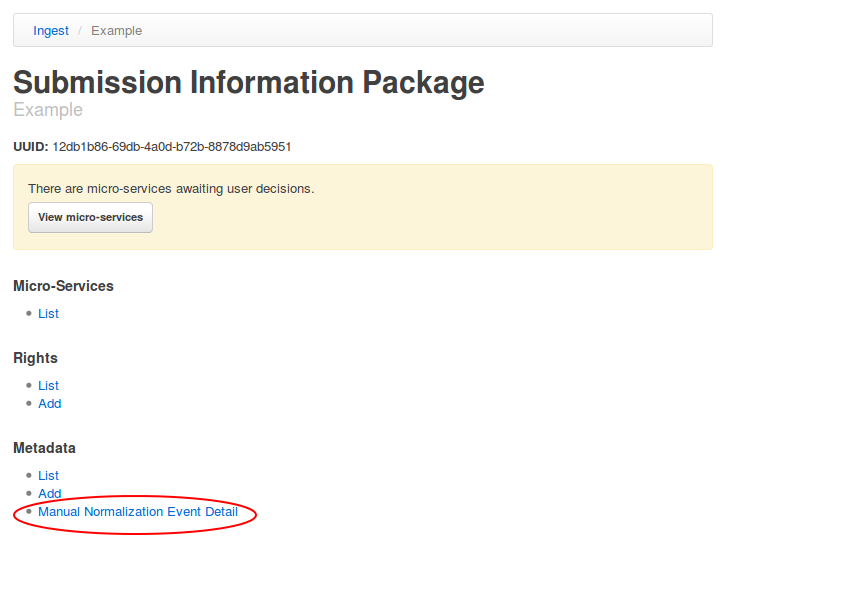 Ingest / Example
Submission Information Package
Example
UUID: 12db1b86-69db-4a0d-b72b-8878d9ab5951
There are micro-services awaiting user decisions.
View micro-services
Micro-Services
List
Rights
List
Add
Metadata
List
Add
Manual Normalization Event Detail